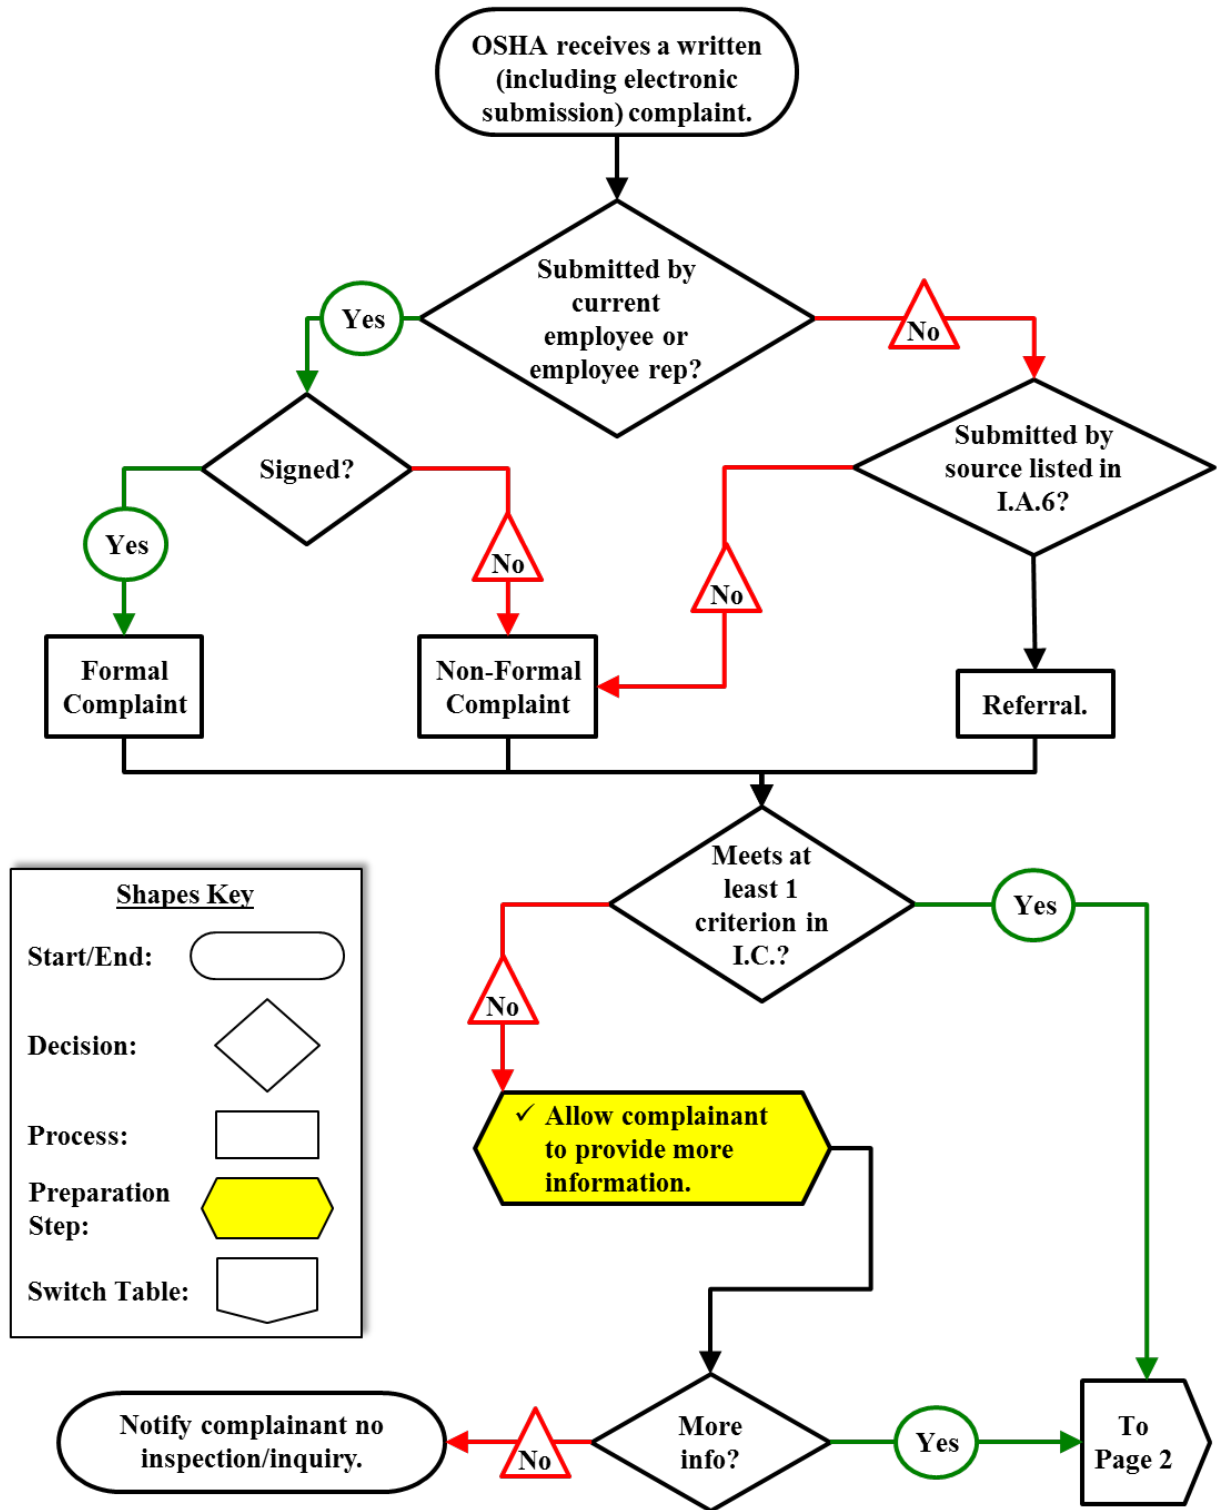 OSHA receives a written
(including electronic
submission) complaint.
Submitted by
current
employee or
employee rep?
Yes
No
Signed?
Submitted by
source listed in
I.A.6?
Yes
No
No
Formal
Complaint
Non-Formal
Complaint
Referral.
Meets at
least 1
criterion in
I.C.?
Yes
No
Shapes Key
Start/End:
Decision:
Process:
Preparation
Step:
Switch Table:
✓ Allow complainant
to provide more
information.
More
info?
No
Yes
Notify complainant no
inspection/inquiry.
To
Page 2